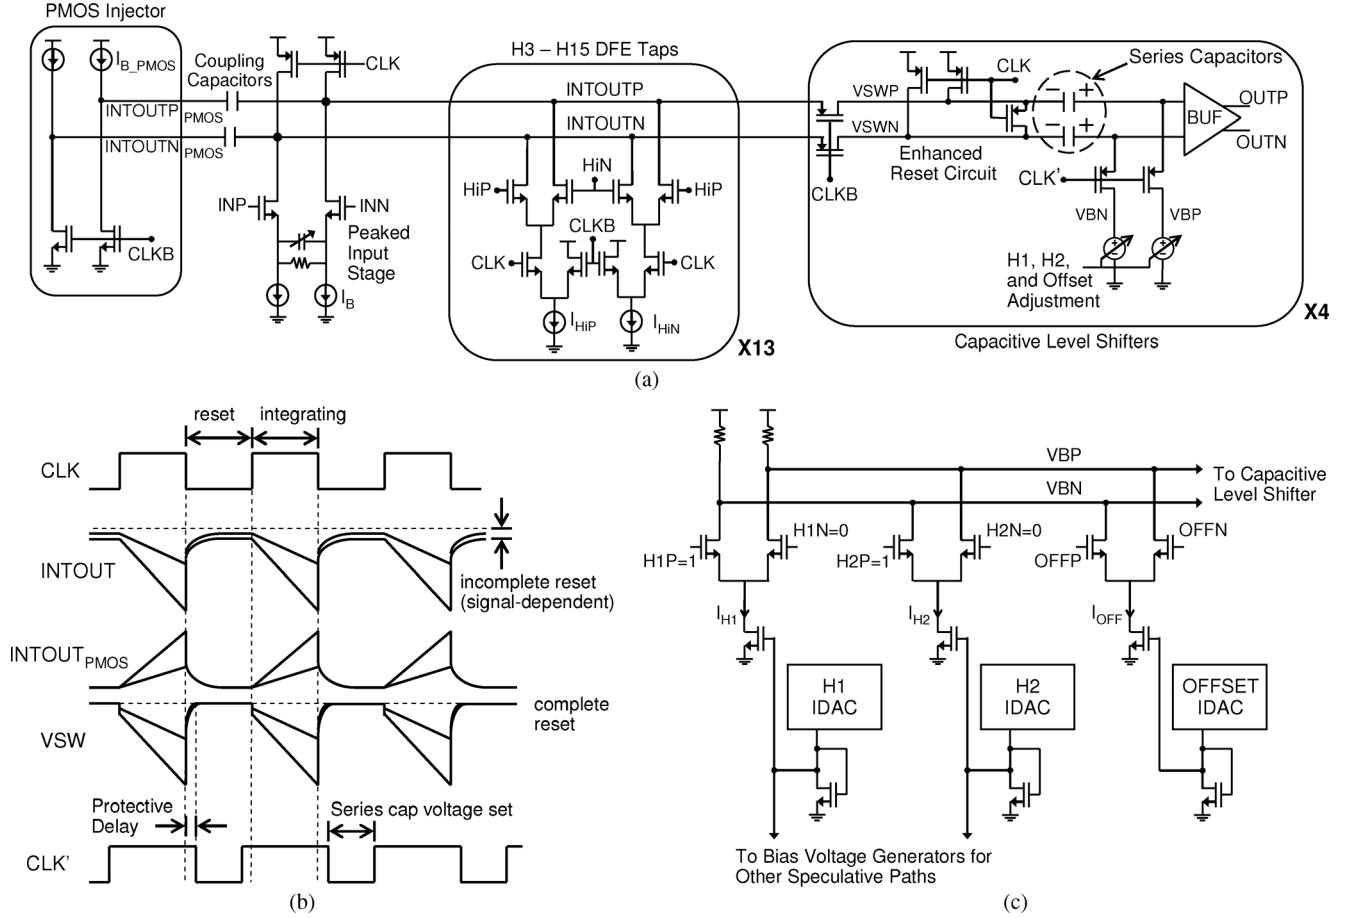 PMOS Injector
I_B_PMOS
Coupling
Capacitors
CLK
INTOUTP_PMOS
INTOUTN_PMOS
CLKB
INP
INN
Peaked
Input
Stage
I_B
H3 – H15 DFE Taps
INTOUTP
INTOUTN
HiP
HiN
HiP
CLKB
CLK
CLK
I_HiP
I_HiN
X13
VSWP
VSWN
CLK
Series Capacitors
− +
− +
BUF
OUTP
OUTN
Enhanced
Reset Circuit
CLKB
CLK'
VBN
VBP
+
−
+
−
H1, H2,
and Offset
Adjustment
X4
Capacitive Level Shifters
(a)
reset
integrating
CLK
INTOUT
incomplete reset
(signal-dependent)
INTOUT_PMOS
complete
reset
VSW
Protective
Delay
Series cap voltage set
CLK'
(b)
VBP
VBN
To Capacitive
Level Shifter
H1N=0
H1P=1
H2N=0
H2P=1
OFFN
OFFP
I_H1
I_H2
I_OFF
H1
IDAC
H2
IDAC
OFFSET
IDAC
To Bias Voltage Generators for
Other Speculative Paths
(c)